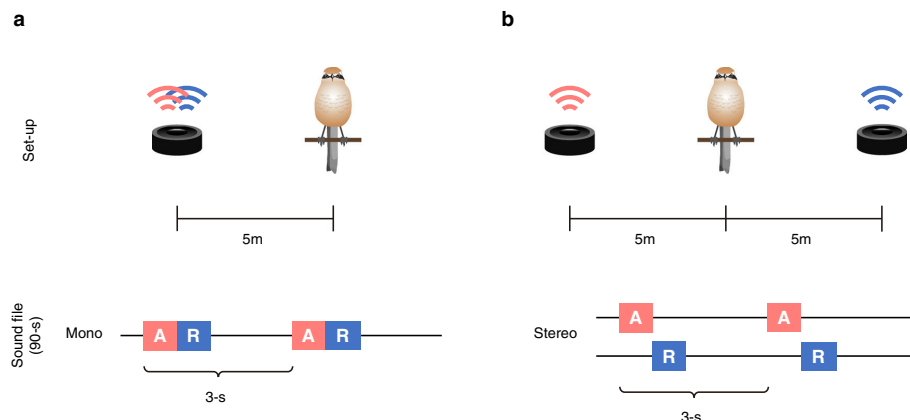 a
b
Set-up
5m
5m
5m
Sound file
(90-s)
Mono
A R
A R
3-s
Stereo
A
A
R
R
3-s